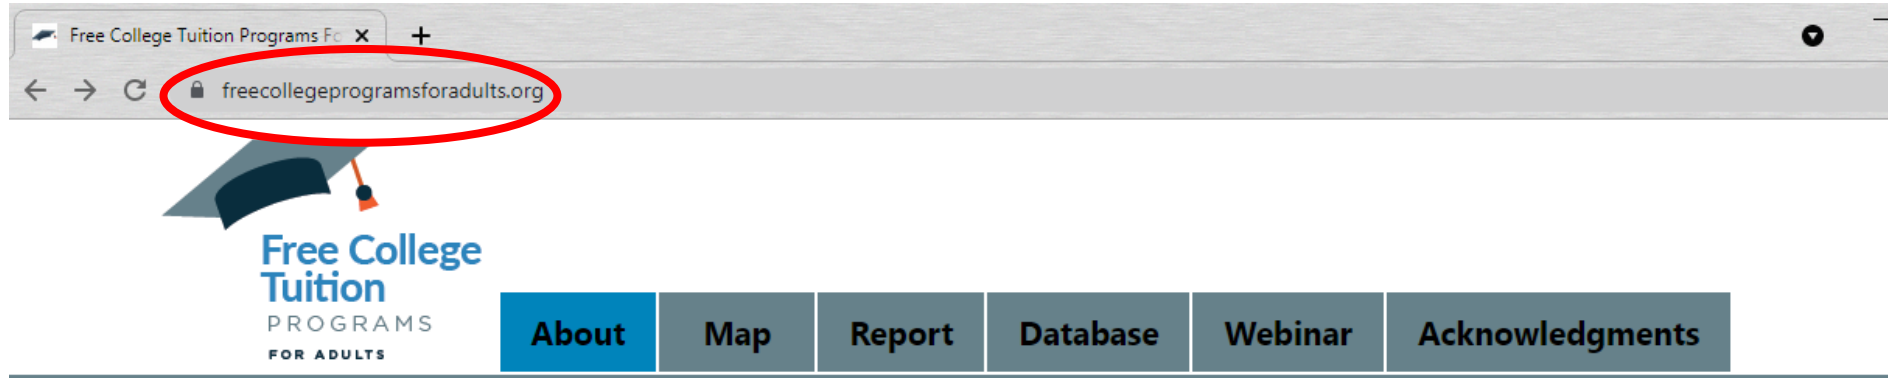 Free College Tuition Programs Fo
freecollegeprogramsforadults.org
Free College
Tuition
PROGRAMS
FOR ADULTS
About Map Report Database Webinar Acknowledgments